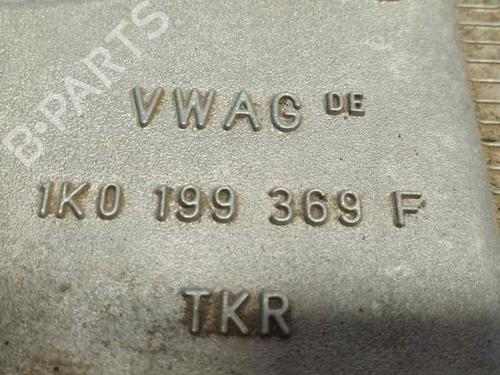 B-PARTS
VWAG DE
1K0 199 369 F
TKR